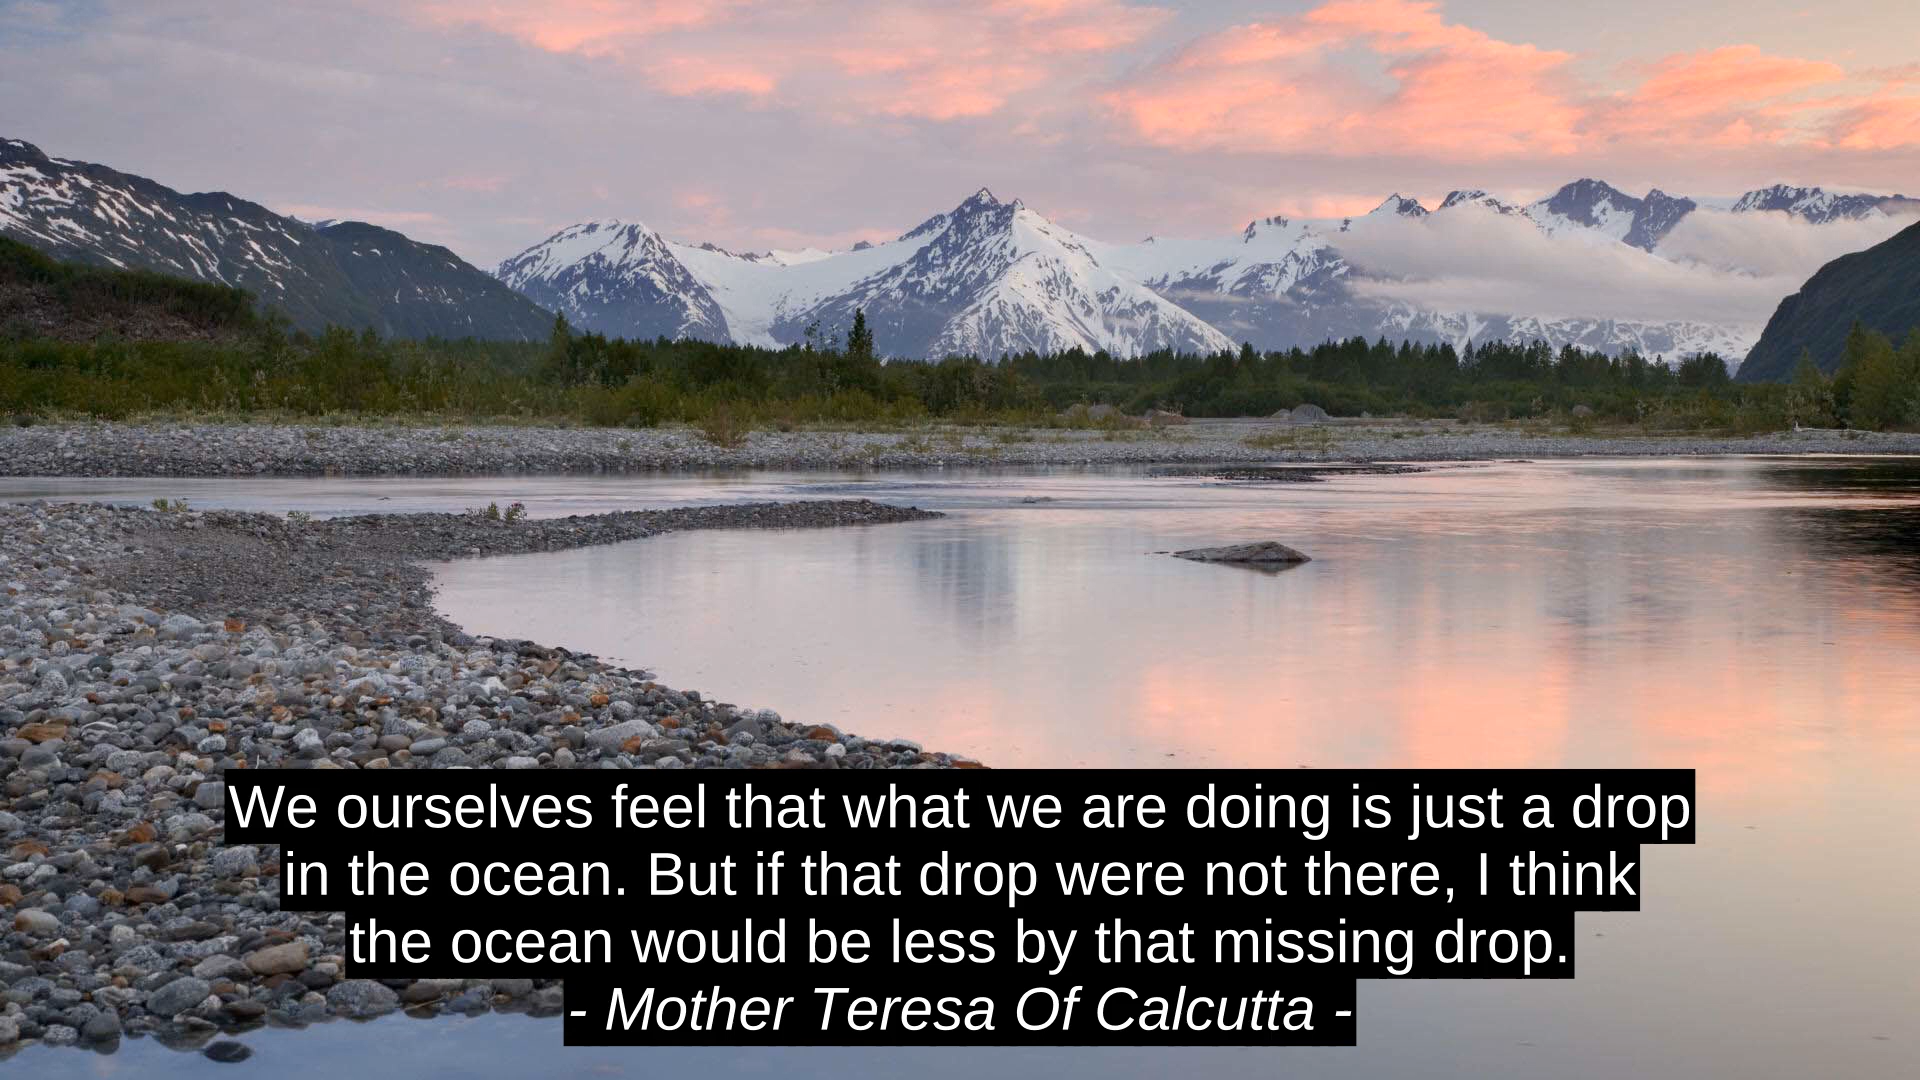 We ourselves feel that what we are doing is just a drop
in the ocean. But if that drop were not there, I think
the ocean would be less by that missing drop.
- Mother Teresa Of Calcutta -